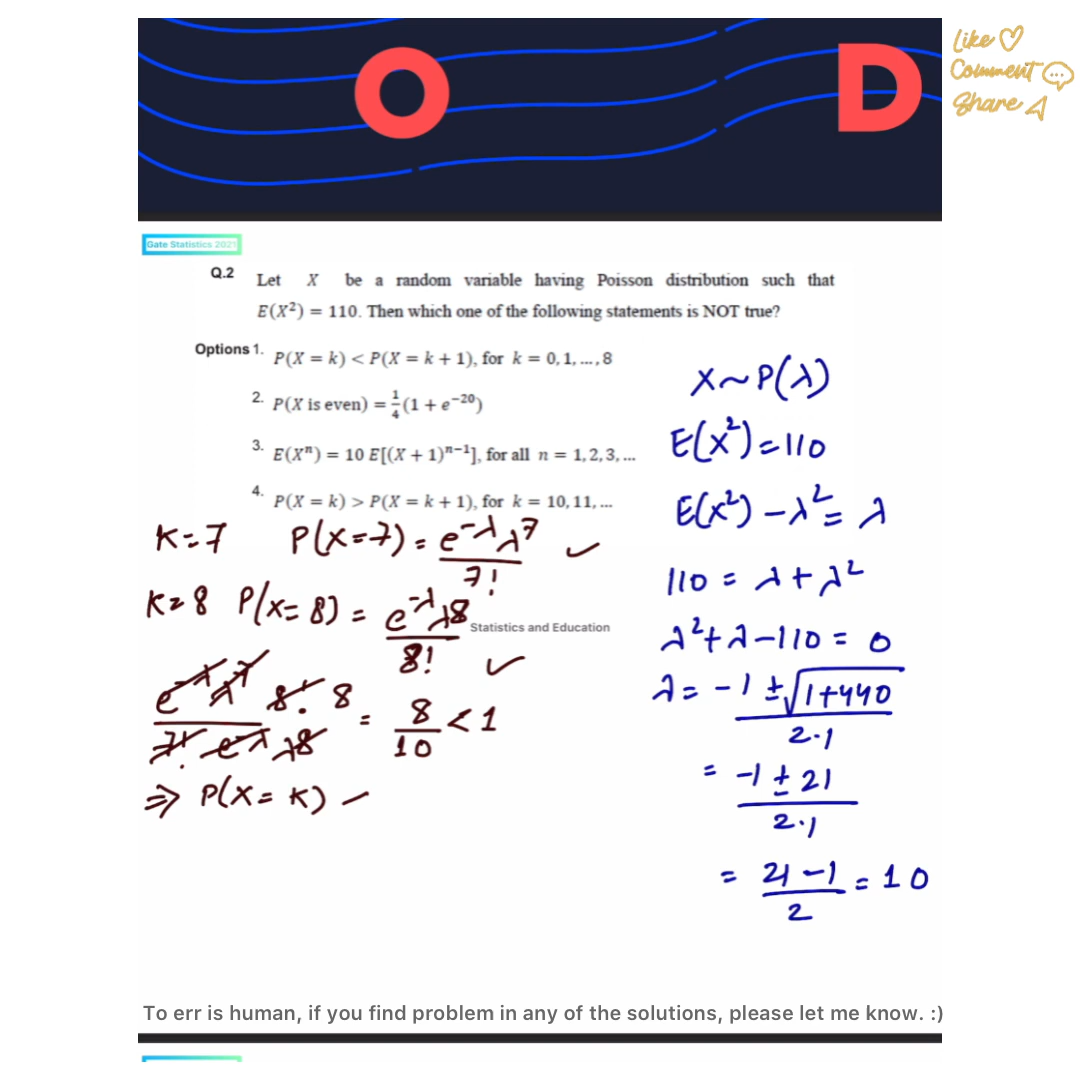 O D
Like
Comment
Share
Gate Statistics 2021
Q.2 Let X be a random variable having Poisson distribution such that
E(X²) = 110. Then which one of the following statements is NOT true?
Options 1. P(X = k) < P(X = k + 1), for k = 0, 1, ..., 8
2. P(X is even) = 1/4 (1 + e⁻²⁰)
3. E(Xⁿ) = 10 E[(X + 1)ⁿ⁻¹], for all n = 1, 2, 3, ...
4. P(X = k) > P(X = k + 1), for k = 10, 11, ...
X ~ P(λ)
E(X²) = 110
E(X²) - λ² = λ
110 = λ + λ²
λ² + λ - 110 = 0
λ = (-1 ± √(1+440)) / 2·1
= (-1 ± 21) / 2·1
= (21 - 1) / 2 = 10
K = 7 P(X=7) = e^-λ λ^7 / 7! ✓
K = 8 P(X=8) = e^-λ λ^8 / 8! ✓
Statistics and Education
e^-λ λ^7 8! 8 / 7! e^-λ λ8 = 8/10 < 1
⇒ P(X = K) –
To err is human, if you find problem in any of the solutions, please let me know. :)